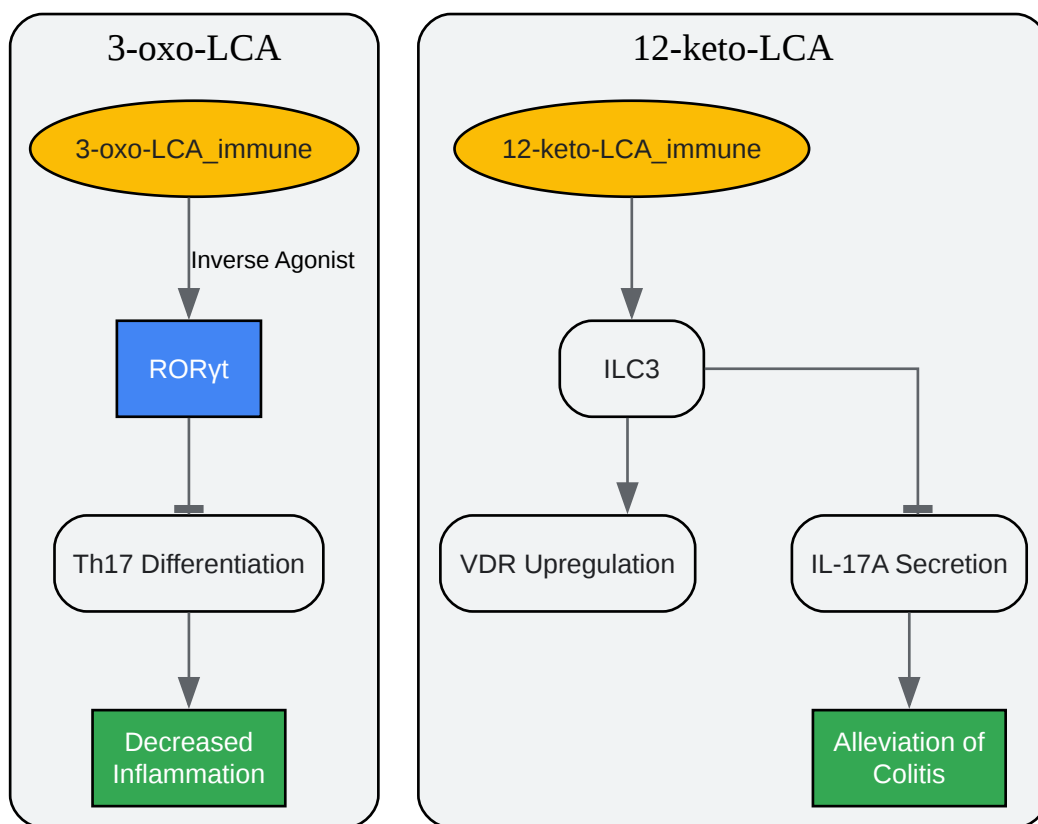 3-oxo-LCA
3-oxo-LCA_immune
Inverse Agonist
RORγt
Th17 Differentiation
Decreased
Inflammation
12-keto-LCA
12-keto-LCA_immune
ILC3
VDR Upregulation
IL-17A Secretion
Alleviation of
Colitis